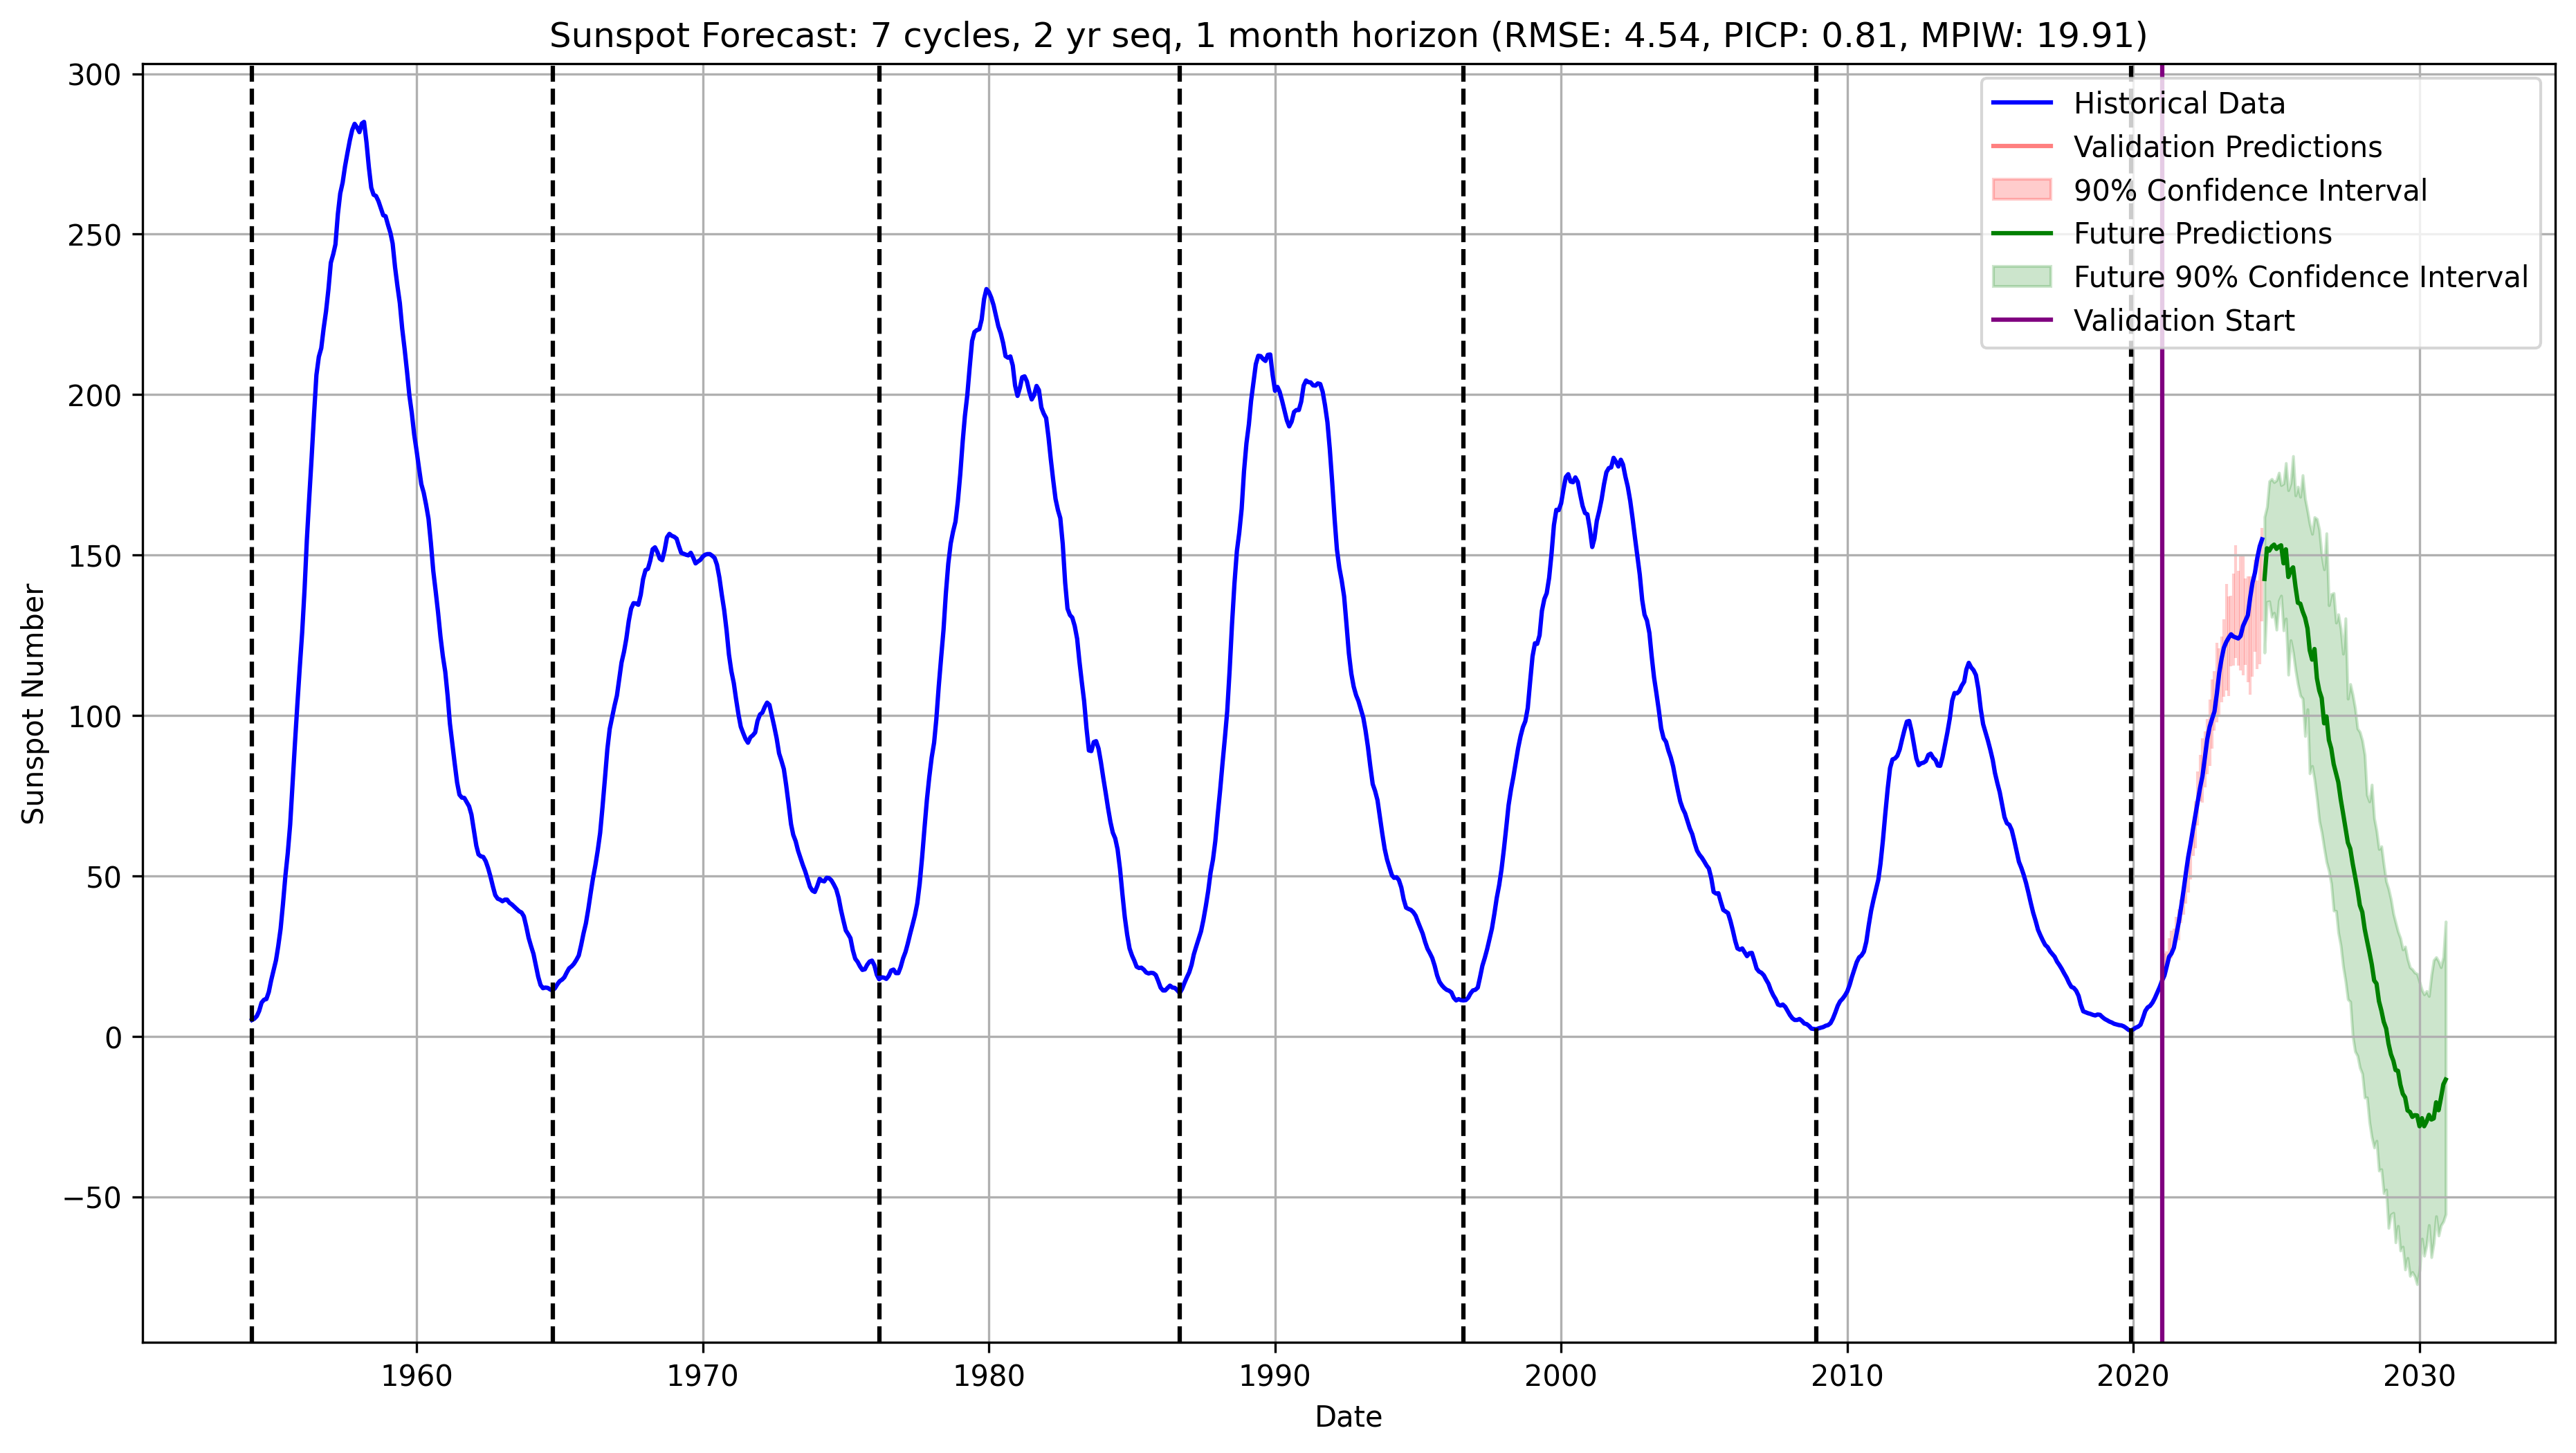 Sunspot Forecast: 7 cycles, 2 yr seq, 1 month horizon (RMSE: 4.54, PICP: 0.81, MPIW: 19.91)
Sunspot Number
300
250
200
150
100
50
0
−50
Historical Data
Validation Predictions
90% Confidence Interval
Future Predictions
Future 90% Confidence Interval
Validation Start
1960
1970
1980
1990
2000
2010
2020
2030
Date